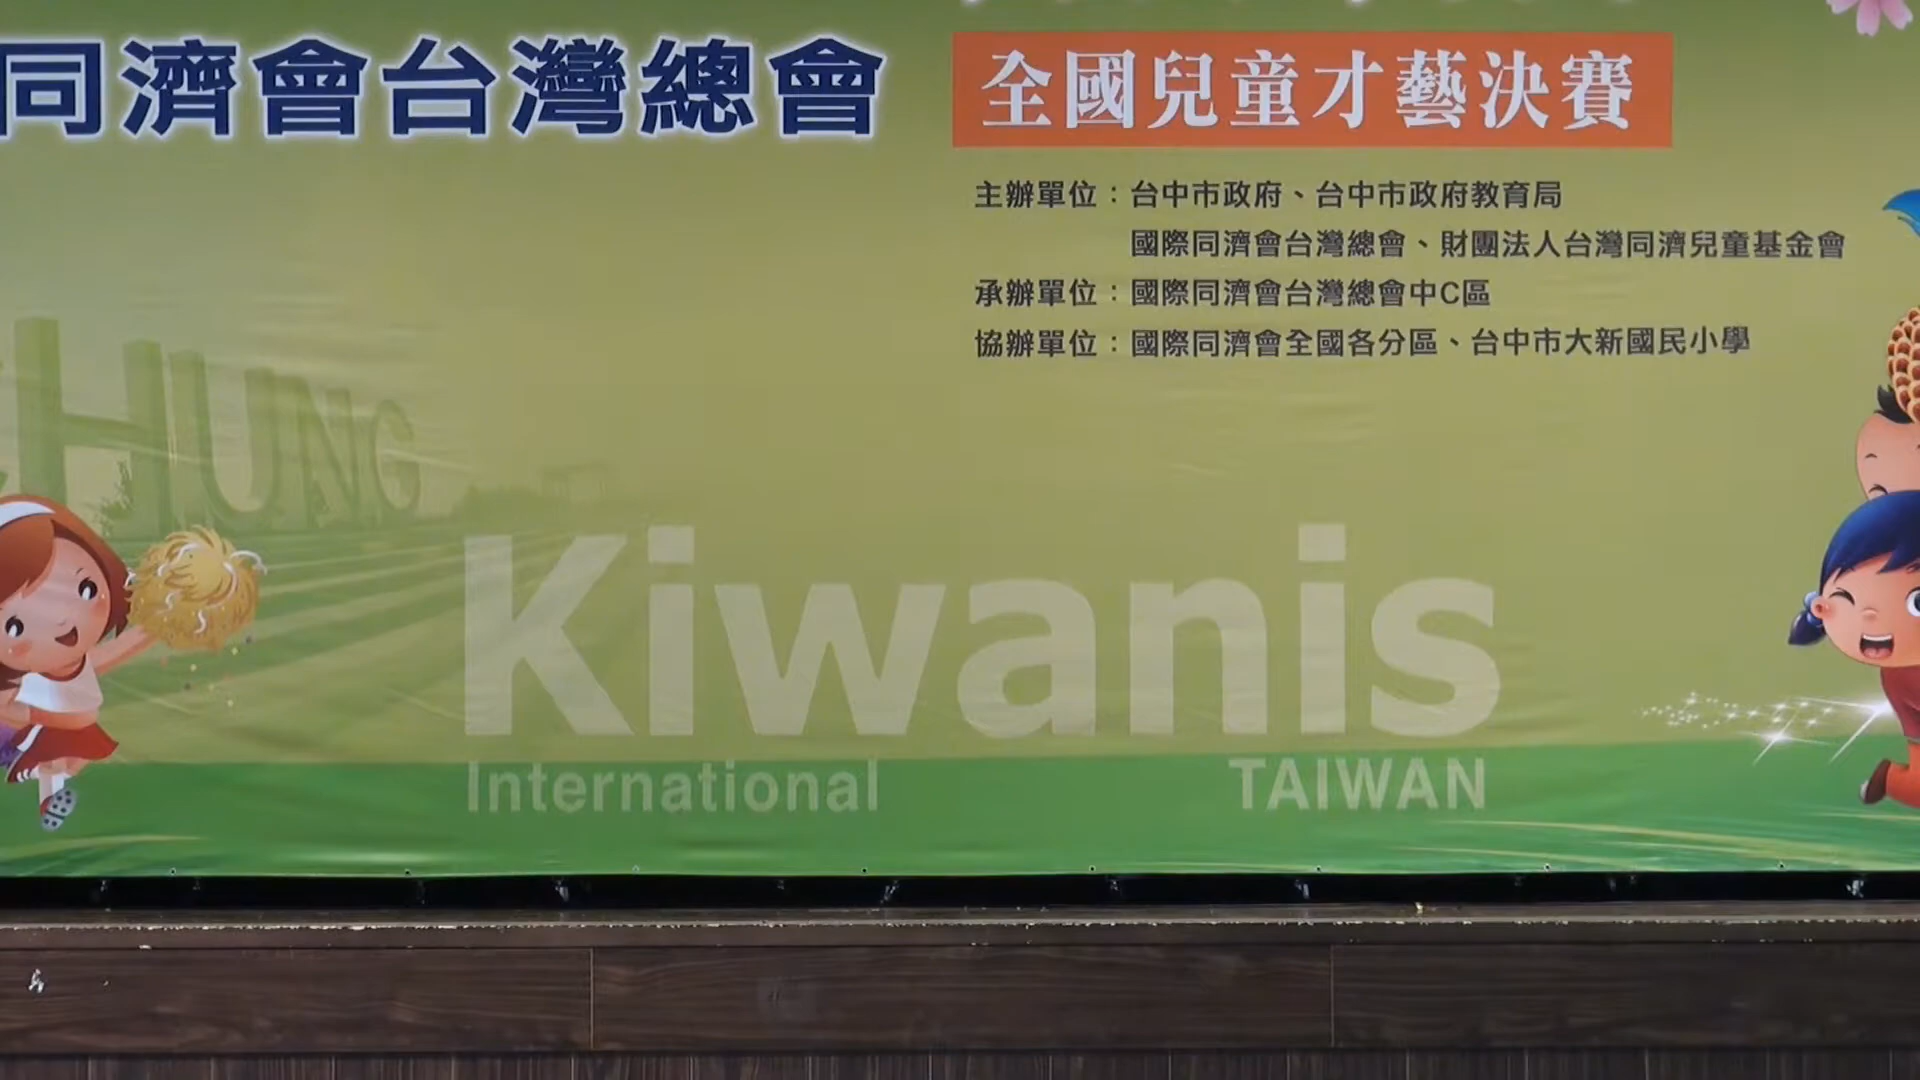 同濟會台灣總會
全國兒童才藝決賽
主辦單位：台中市政府、台中市政府教育局
國際同濟會台灣總會、財團法人台灣同濟兒童基金會
承辦單位：國際同濟會台灣總會中C區
協辦單位：國際同濟會全國各分區、台中市大新國民小學
HUNG
Kiwanis
International TAIWAN